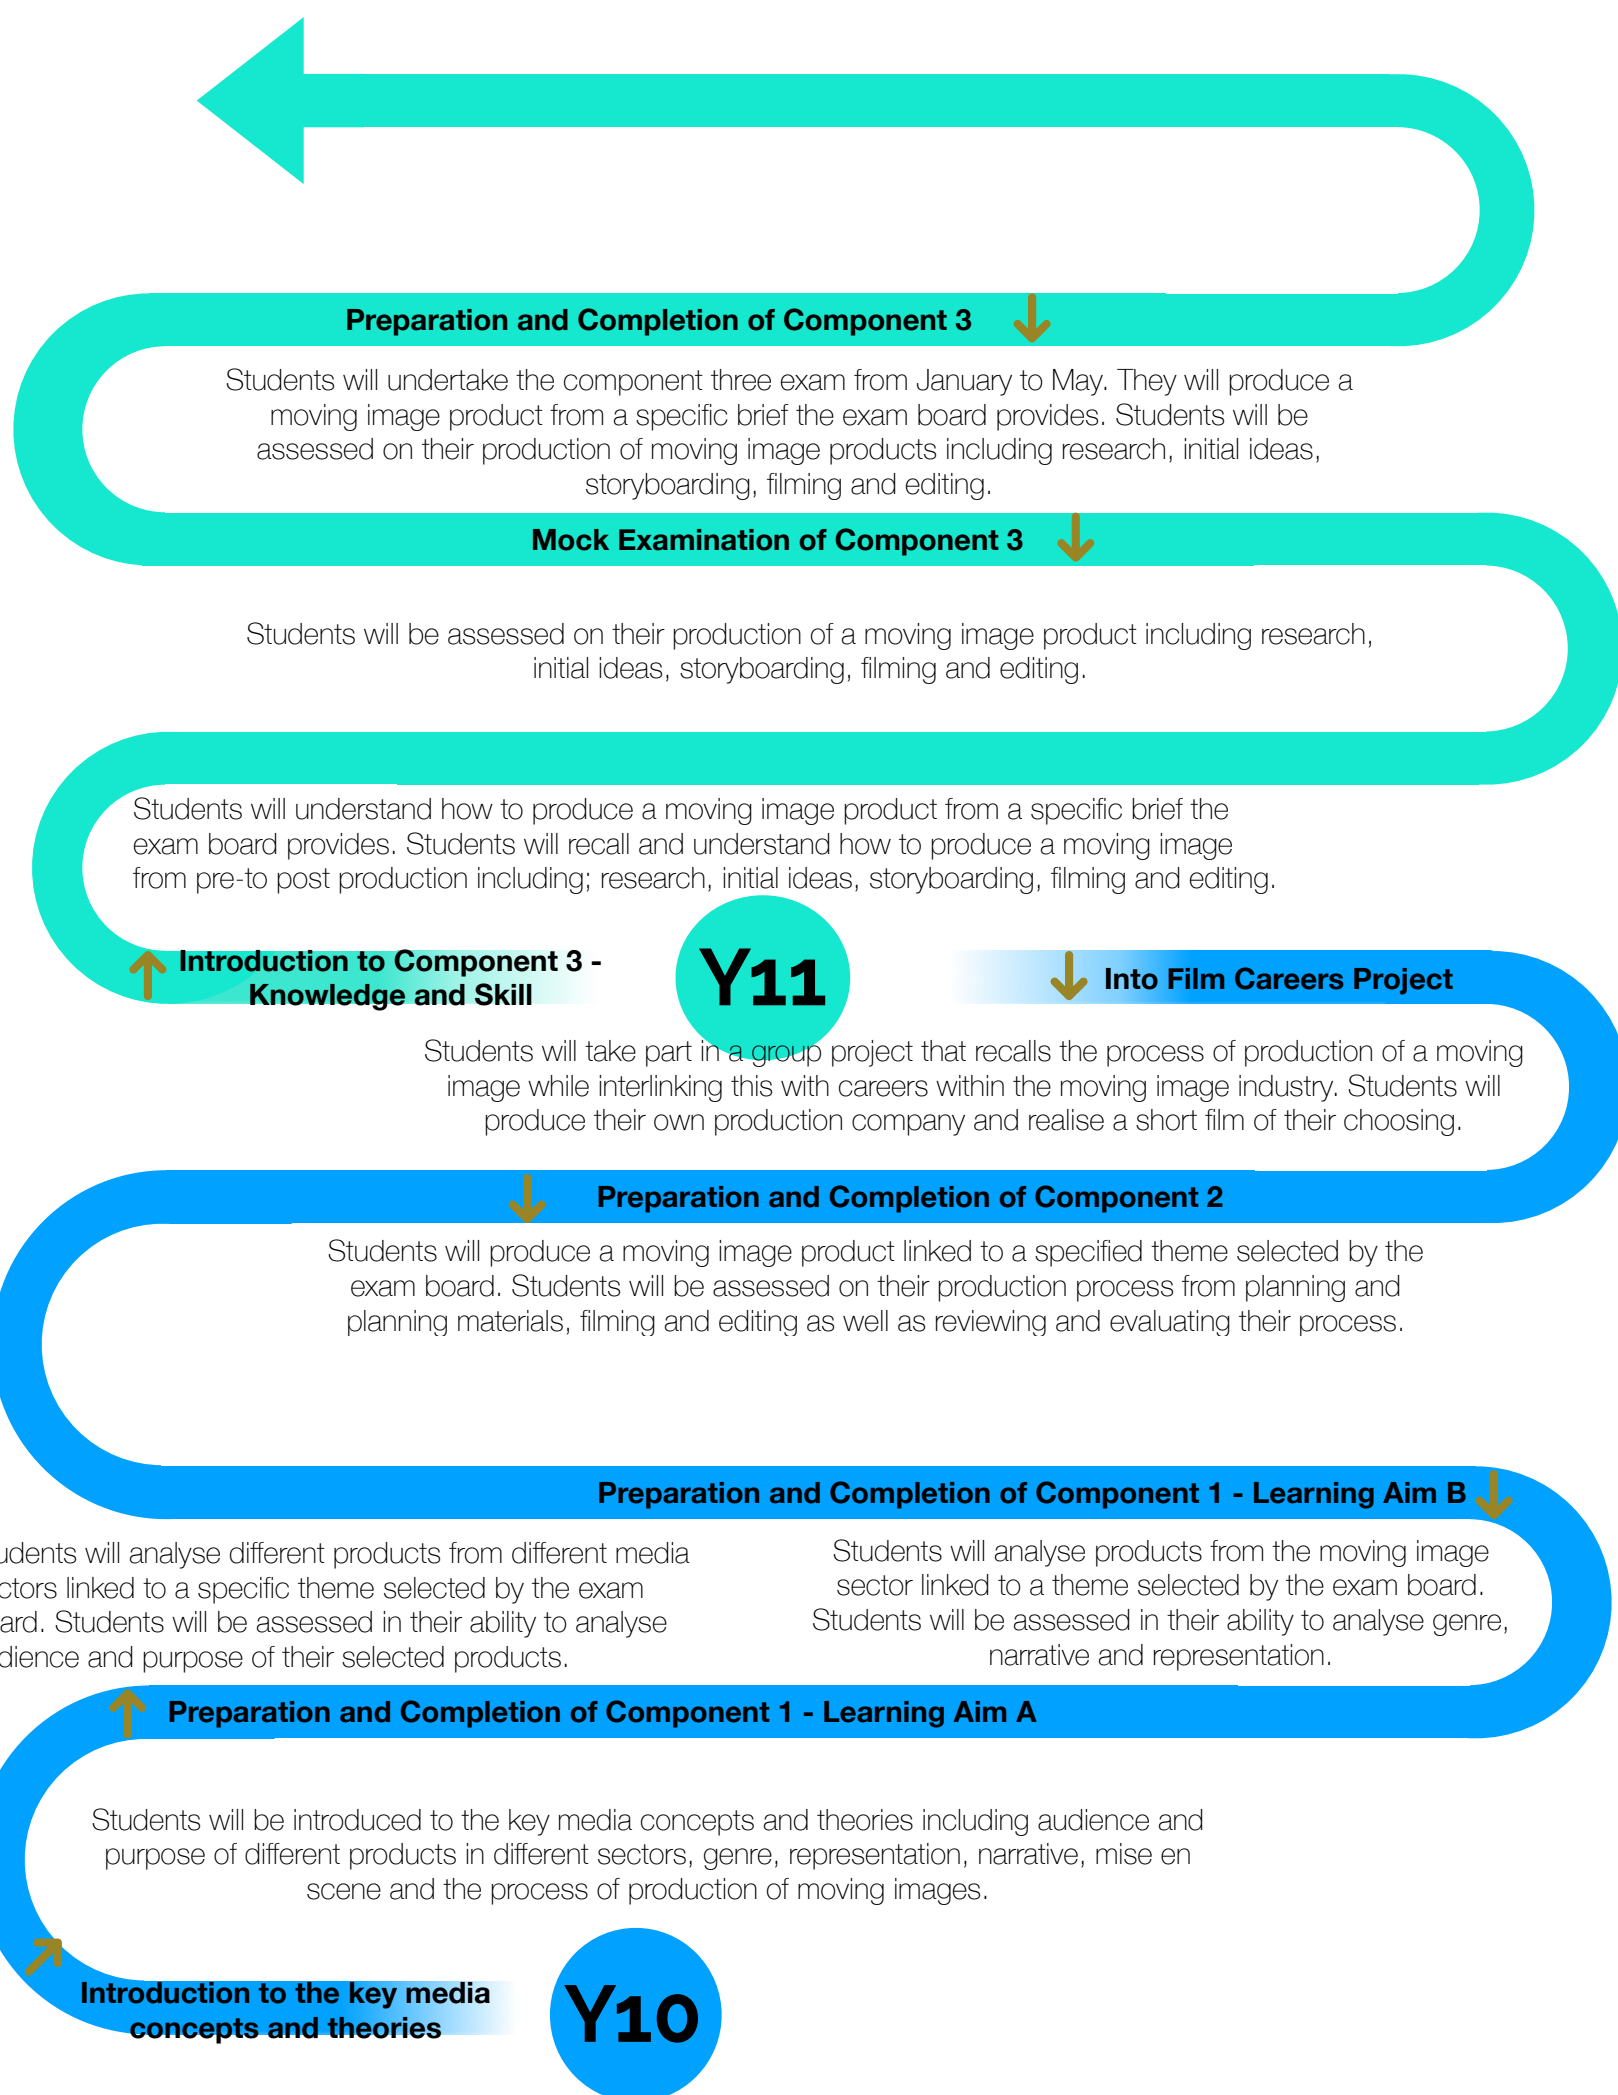 Preparation and Completion of Component 3
Students will undertake the component three exam from January to May. They will produce a
moving image product from a specific brief the exam board provides. Students will be
assessed on their production of moving image products including research, initial ideas,
storyboarding, filming and editing.
Mock Examination of Component 3
Students will be assessed on their production of a moving image product including research,
initial ideas, storyboarding, filming and editing.
Students will understand how to produce a moving image product from a specific brief the
exam board provides. Students will recall and understand how to produce a moving image
from pre-to post production including; research, initial ideas, storyboarding, filming and editing.
Introduction to Component 3 -
Knowledge and Skill
Y11
Into Film Careers Project
Students will take part in a group project that recalls the process of production of a moving
image while interlinking this with careers within the moving image industry. Students will
produce their own production company and realise a short film of their choosing.
Preparation and Completion of Component 2
Students will produce a moving image product linked to a specified theme selected by the
exam board. Students will be assessed on their production process from planning and
planning materials, filming and editing as well as reviewing and evaluating their process.
Preparation and Completion of Component 1 - Learning Aim B
udents will analyse different products from different media
ctors linked to a specific theme selected by the exam
ard. Students will be assessed in their ability to analyse
dience and purpose of their selected products.
Students will analyse products from the moving image
sector linked to a theme selected by the exam board.
Students will be assessed in their ability to analyse genre,
narrative and representation.
Preparation and Completion of Component 1 - Learning Aim A
Students will be introduced to the key media concepts and theories including audience and
purpose of different products in different sectors, genre, representation, narrative, mise en
scene and the process of production of moving images.
Introduction to the key media
concepts and theories
Y10